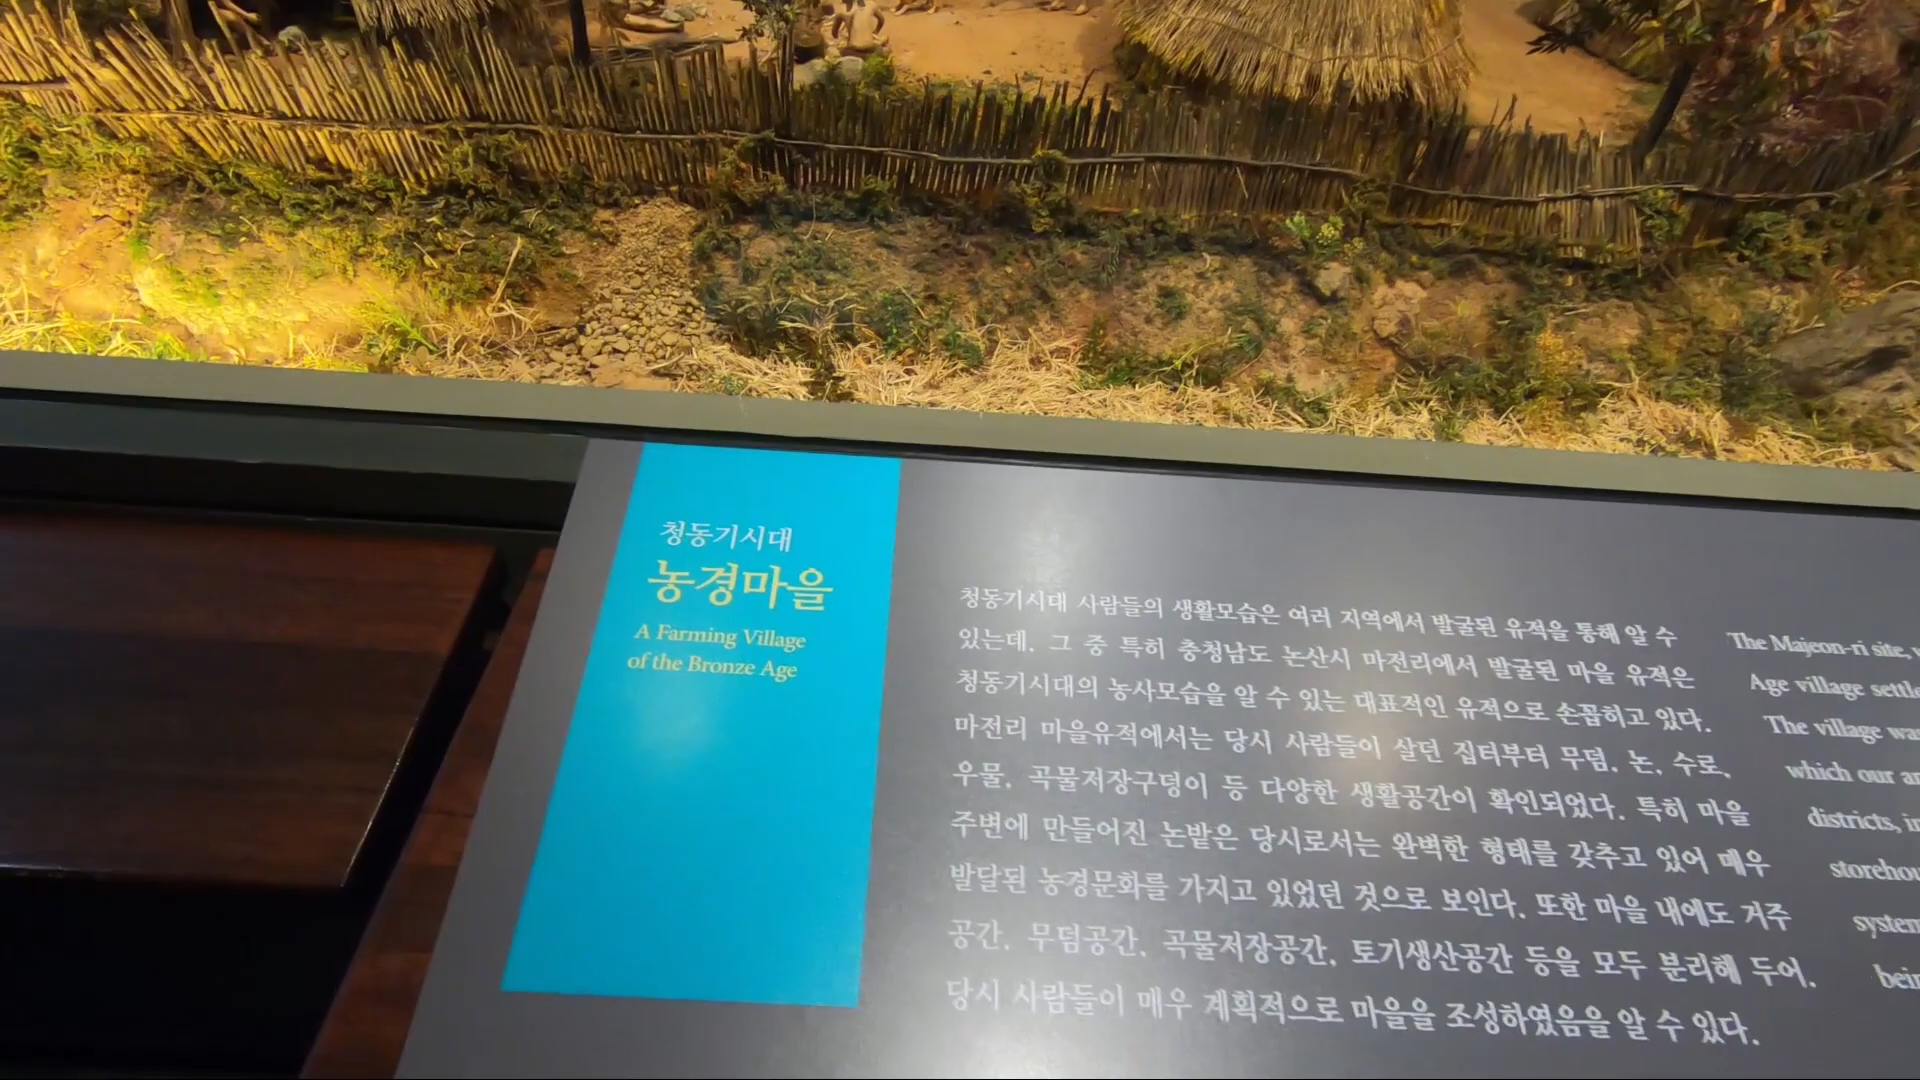 청동기시대
농경마을
A Farming Village
of the Bronze Age
청동기시대 사람들의 생활모습은 여러 지역에서 발굴된 유적을 통해 알 수
있는데, 그 중 특히 충청남도 논산시 마전리에서 발굴된 마을 유적은
청동기시대의 농사모습을 알 수 있는 대표적인 유적으로 손꼽히고 있다.
마전리 마을유적에서는 당시 사람들이 살던 집터부터 무덤, 논, 수로,
우물, 곡물저장구덩이 등 다양한 생활공간이 확인되었다. 특히 마을
주변에 만들어진 논밭은 당시로서는 완벽한 형태를 갖추고 있어 매우
발달된 농경문화를 가지고 있었던 것으로 보인다. 또한 마을 내에도 거주
공간, 무덤공간, 곡물저장공간, 토기생산공간 등을 모두 분리해 두어,
당시 사람들이 매우 계획적으로 마을을 조성하였음을 알 수 있다.
The Majeon-ri site,
Age village
The village
which our
districts,